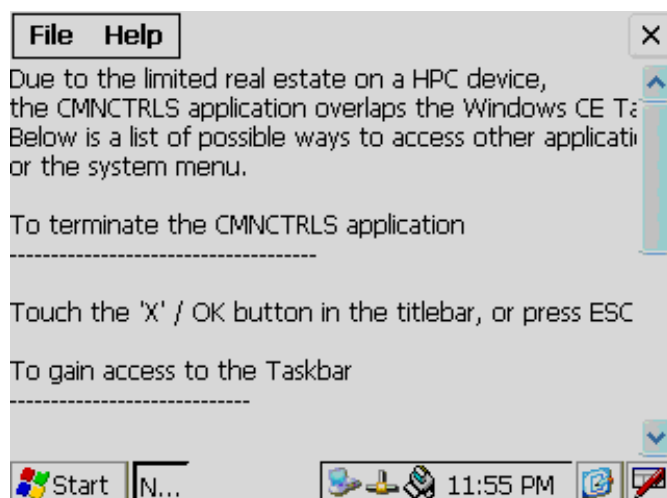 File Help
Due to the limited real estate on a HPC device,
the CMNCTRLS application overlaps the Windows CE
Below is a list of possible ways to access other
or the system menu.
To terminate the CMNCTRLS application
-------------------------------------
Touch the 'X' / OK button in the titlebar, or press ESC
To gain access to the Taskbar
-----------------------------
Start N... 11:55 PM